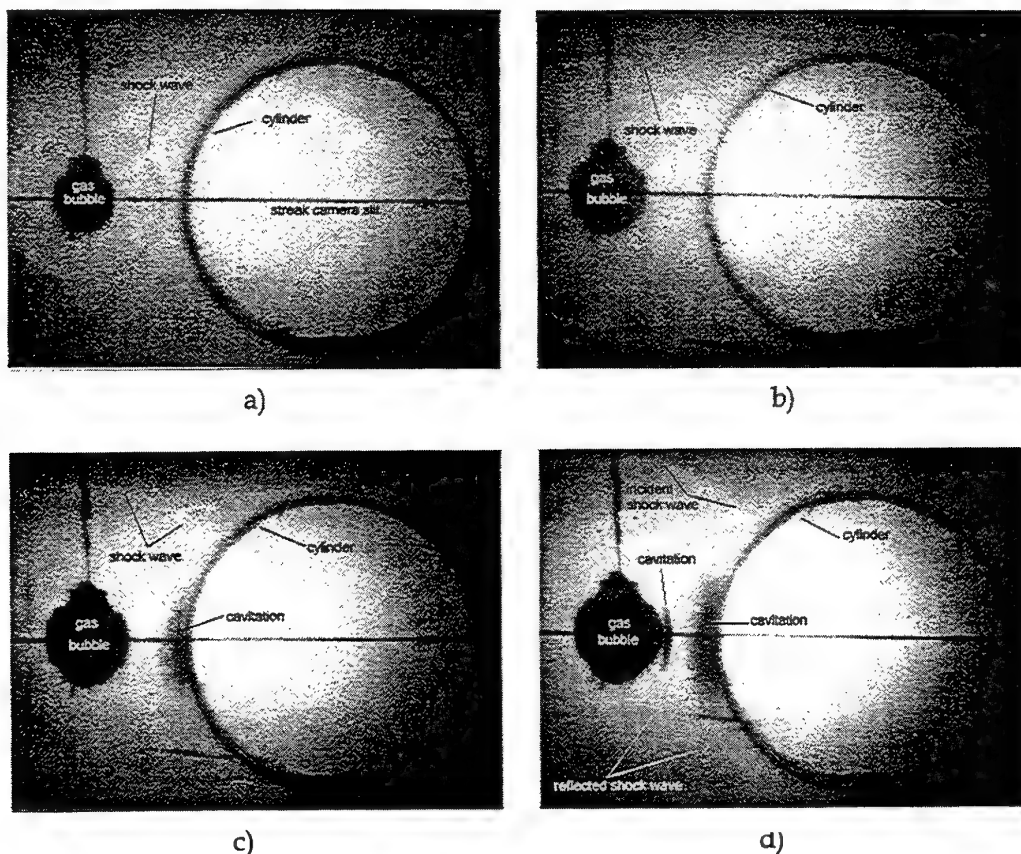 shock wave
cylinder
gas
bubble
streak camera slit
a)
shock wave
cylinder
gas
bubble
b)
shock wave
cylinder
cavitation
gas
bubble
c)
incident
shock wave
cylinder
cavitation
cavitation
gas
bubble
reflected shock wave
d)